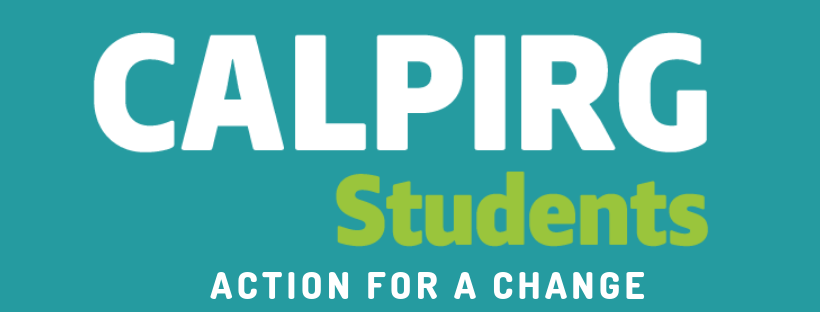 CALPIRG
Students
ACTION FOR A CHANGE